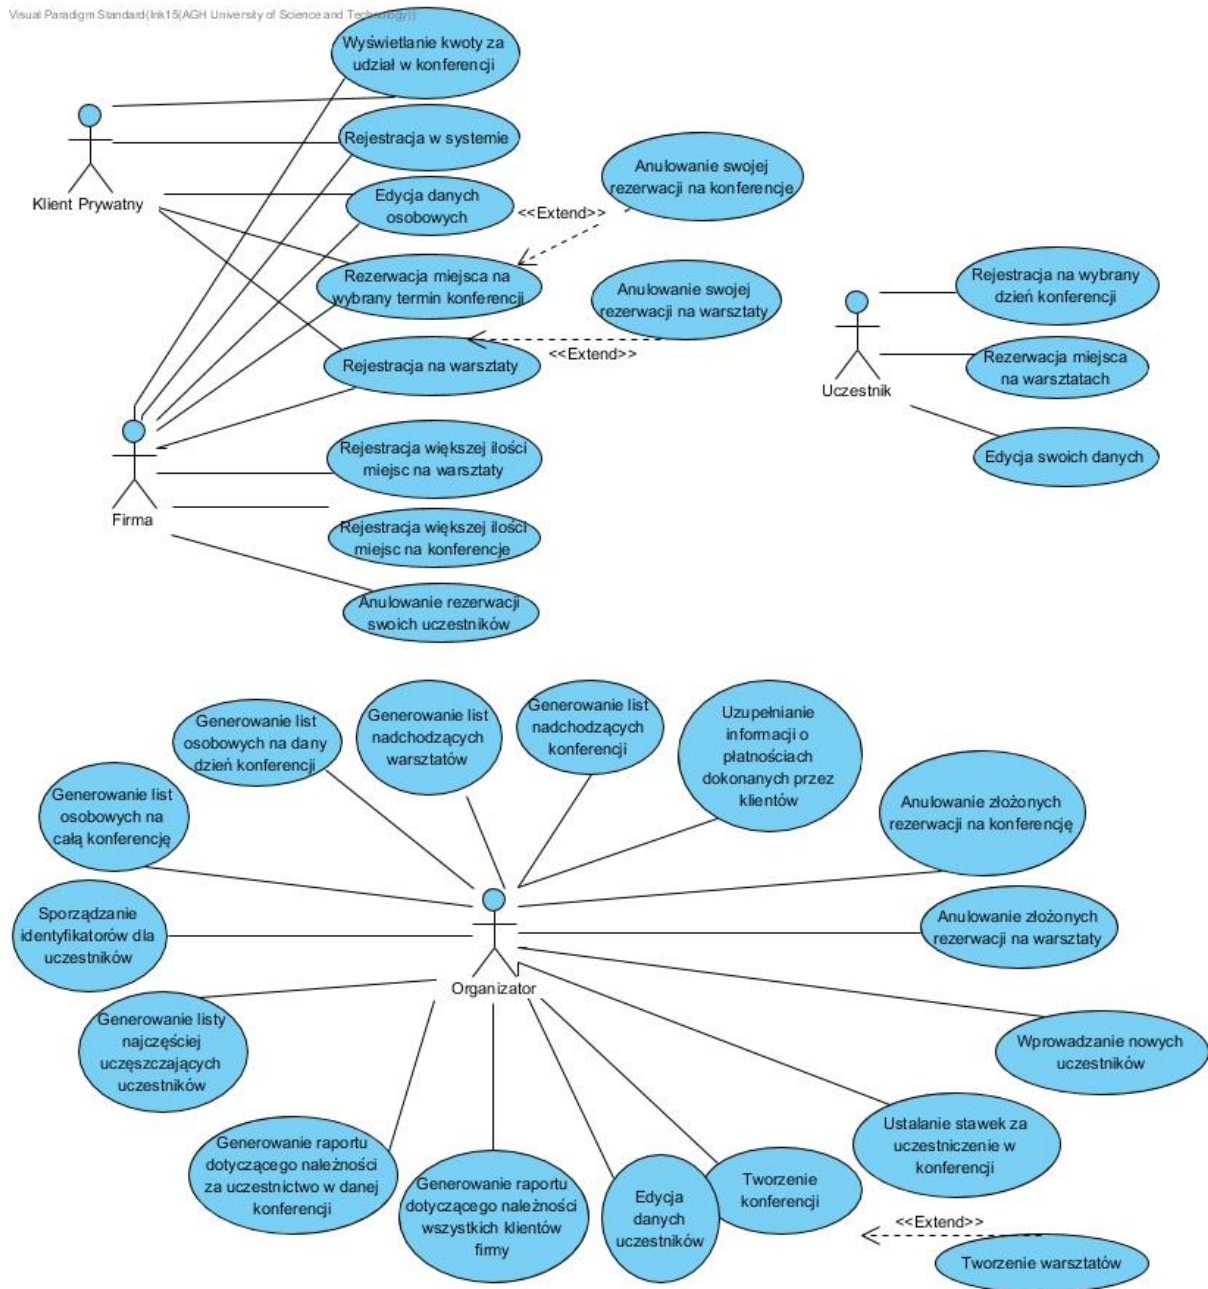 Visual Paradigm Standard(Ink15(AGH University of Science and Technology))
Wyświetlanie kwoty za
udział w konferencji
Rejestracja w systemie
Klient Prywatny
Edycja danych
osobowych
<<Extend>>
Anulowanie swojej
rezerwacji na konferencje
Rezerwacja miejsca na
wybrany termin konferencji
Anulowanie swojej
rezerwacji na warsztaty
<<Extend>>
Rejestracja na warsztaty
Rejestracja na wybrany
dzień konferencji
Rezerwacja miejsca
na warsztatach
Uczestnik
Edycja swoich danych
Rejestracja większej ilości
miejsc na warsztaty
Firma
Rejestracja większej ilości
miejsc na konferencje
Anulowanie rezerwacji
swoich uczestników
Generowanie list
osobowych na dany
dzień konferencji
Generowanie list
nadchodzących
warsztatów
Generowanie list
nadchodzących
konferencji
Uzupełnianie
informacji o
płatnościach
dokonanych przez
klientów
Generowanie list
osobowych na
całą konferencję
Anulowanie złożonych
rezerwacji na konferencję
Sporządzanie
identyfikatorów dla
uczestników
Anulowanie złożonych
rezerwacji na warsztaty
Organizator
Generowanie listy
najczęściej
uczęszczających
uczestników
Wprowadzanie nowych
uczestników
Ustalanie stawek za
uczestniczenie w
konferencji
Generowanie raportu
dotyczącego należności
za uczestnictwo w danej
konferencji
Generowanie raportu
dotyczącego należności
wszystkich klientów
firmy
Edycja
danych
uczestników
Tworzenie
konferencji
<<Extend>>
Tworzenie warsztatów